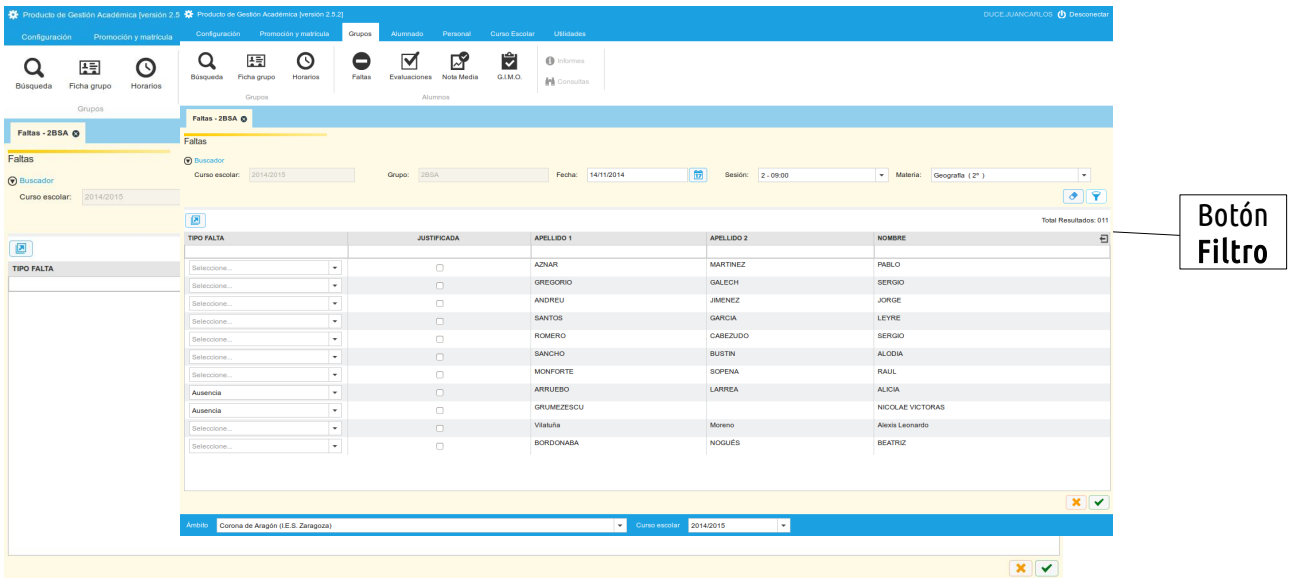 Producto de Gestión Académica [versión 2.5
Configuración Promoción y matrícula
Búsqueda Ficha grupo Horarios
Grupos
Faltas - 2BSA
Faltas
Buscador
Curso escolar: 2014/2015
TIPO FALTA
Producto de Gestión Académica [versión 2.5.2] DUCE,JUANCARLOS Desconectar
Configuración Promoción y matrícula Grupos Alumnado Personal Curso Escolar Utilidades
Búsqueda Ficha grupo Horarios Faltas Evaluaciones Nota Media G.I.M.O. Informes
Consultas
Grupos Alumnos
Faltas - 2BSA
Faltas
Buscador
Curso escolar: 2014/2015 Grupo: 2BSA Fecha: 14/11/2014 12 Sesión: 2 - 09:00 Materia: Geografía ( 2º )
Total Resultados: 011
TIPO FALTA JUSTIFICADA APELLIDO 1 APELLIDO 2 NOMBRE
Seleccione... AZNAR MARTINEZ PABLO
Seleccione... GREGORIO GALECH SERGIO
Seleccione... ANDREU JIMENEZ JORGE
Seleccione... SANTOS GARCIA LEYRE
Seleccione... ROMERO CABEZUDO SERGIO
Seleccione... SANCHO BUSTIN ALODIA
Seleccione... MONFORTE SOPENA RAUL
Ausencia ARRUEBO LARREA ALICIA
Ausencia GRUMEZESCU NICOLAE VICTORAS
Seleccione... Vilatuña Moreno Alexis Leonardo
Seleccione... BORDONABA NOGUÉS BEATRIZ
Ámbito Corona de Aragón (I.E.S. Zaragoza) Curso escolar 2014/2015
Botón
Filtro